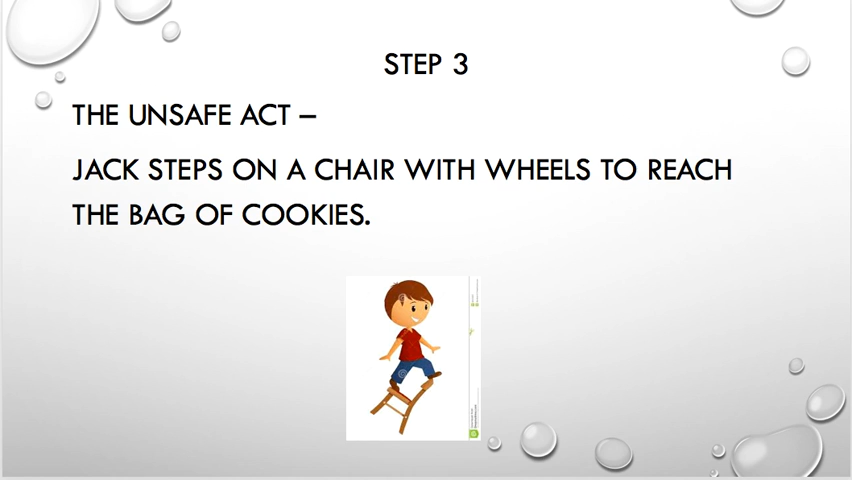 STEP 3
THE UNSAFE ACT –
JACK STEPS ON A CHAIR WITH WHEELS TO REACH
THE BAG OF COOKIES.